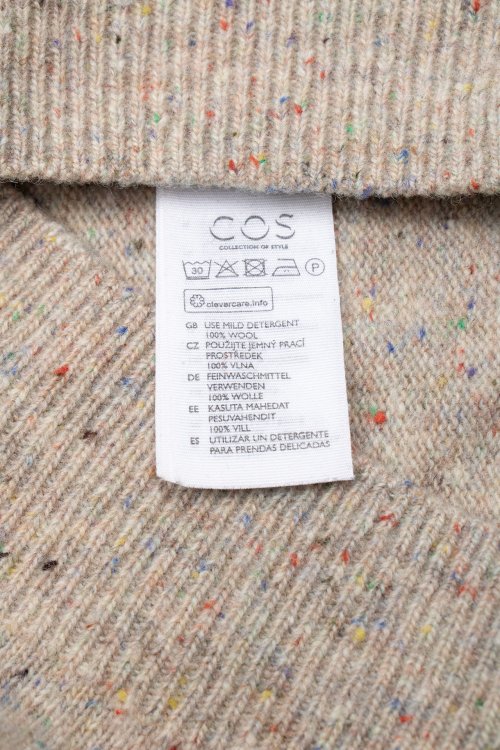 COS
COLLECTION OF STYLE
30 P
clevercare.info
GB USE MILD DETERGENT
100% WOOL
CZ POUŽIJTE JEMNÝ PRACÍ
PROSTŘEDEK
100% VLNA
DE FEINWASCHMITTEL
VERWENDEN
100% WOLLE
EE KASUTA MAHEDAT
PESUVAHENDIT
100% VILL
ES UTILIZAR UN DETERGENTE
PARA PRENDAS DELICADAS